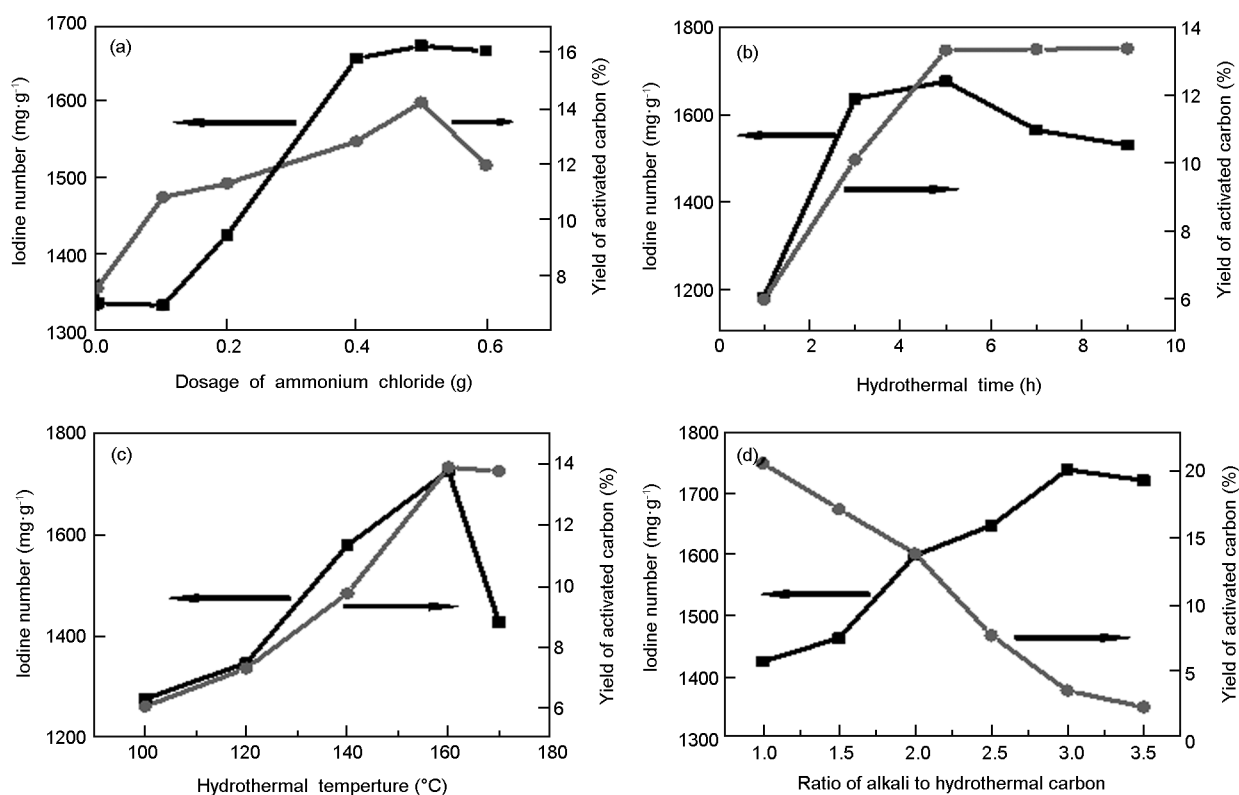 (a)
Iodine number (mg·g⁻¹)
1700
1600
1500
1400
1300
0.0 0.2 0.4 0.6
Dosage of ammonium chloride (g)
16
14
12
10
8
Yield of activated carbon (%)
(b)
Iodine number (mg·g⁻¹)
1800
1600
1400
1200
0 2 4 6 8 10
Hydrothermal time (h)
14
12
10
8
6
Yield of activated carbon (%)
(c)
Iodine number (mg·g⁻¹)
1800
1600
1400
1200
100 120 140 160 180
Hydrothermal temperture (°C)
14
12
10
8
6
Yield of activated carbon (%)
(d)
Iodine number (mg·g⁻¹)
1800
1700
1600
1500
1400
1300
1.0 1.5 2.0 2.5 3.0 3.5
Ratio of alkali to hydrothermal carbon
20
15
10
5
0
Yield of activated carbon (%)